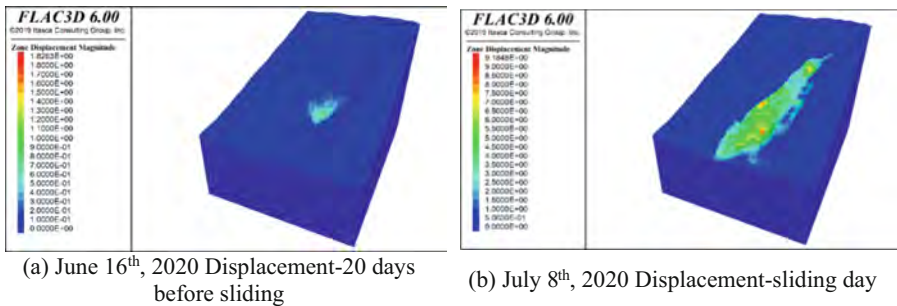 FLAC3D 6.00
©2019 Itasca Consulting Group, Inc.
Zone Displacement Magnitude
1.8000E+00
1.7000E+00
1.6000E+00
1.5000E+00
1.4000E+00
1.3000E+00
1.2000E+00
1.1000E+00
1.0000E+00
9.0000E-01
8.0000E-01
7.0000E-01
6.0000E-01
5.0000E-01
4.0000E-01
3.0000E-01
2.0000E-01
1.0000E-01
0.0000E+00
(a) June 16th, 2020 Displacement-20 days
before sliding
FLAC3D 6.00
©2019 Itasca Consulting Group, Inc.
Zone Displacement Magnitude
9.1848E+00
9.0000E+00
8.5000E+00
8.0000E+00
7.5000E+00
7.0000E+00
6.5000E+00
6.0000E+00
5.5000E+00
5.0000E+00
4.5000E+00
4.0000E+00
3.5000E+00
3.0000E+00
2.5000E+00
2.0000E+00
1.5000E+00
1.0000E+00
5.0000E-01
0.0000E+00
(b) July 8th, 2020 Displacement-sliding day